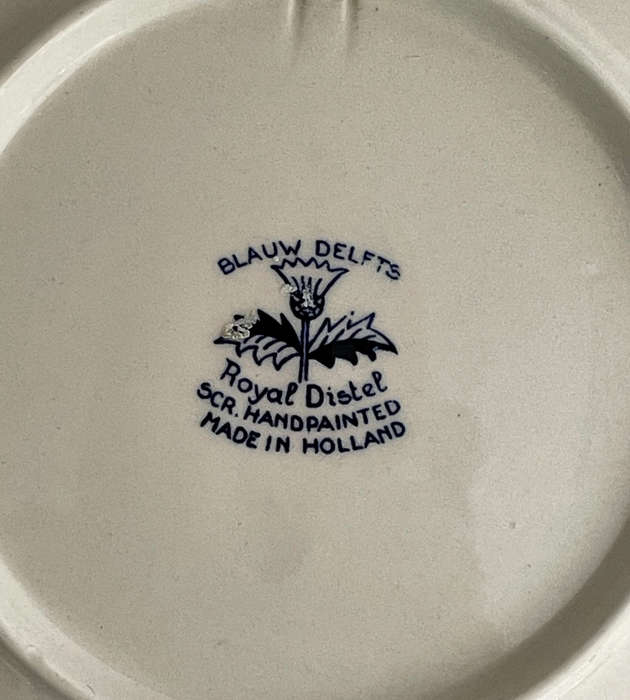 BLAUW DELFTS
Royal Distel
SCR. HANDPAINTED
MADE IN HOLLAND